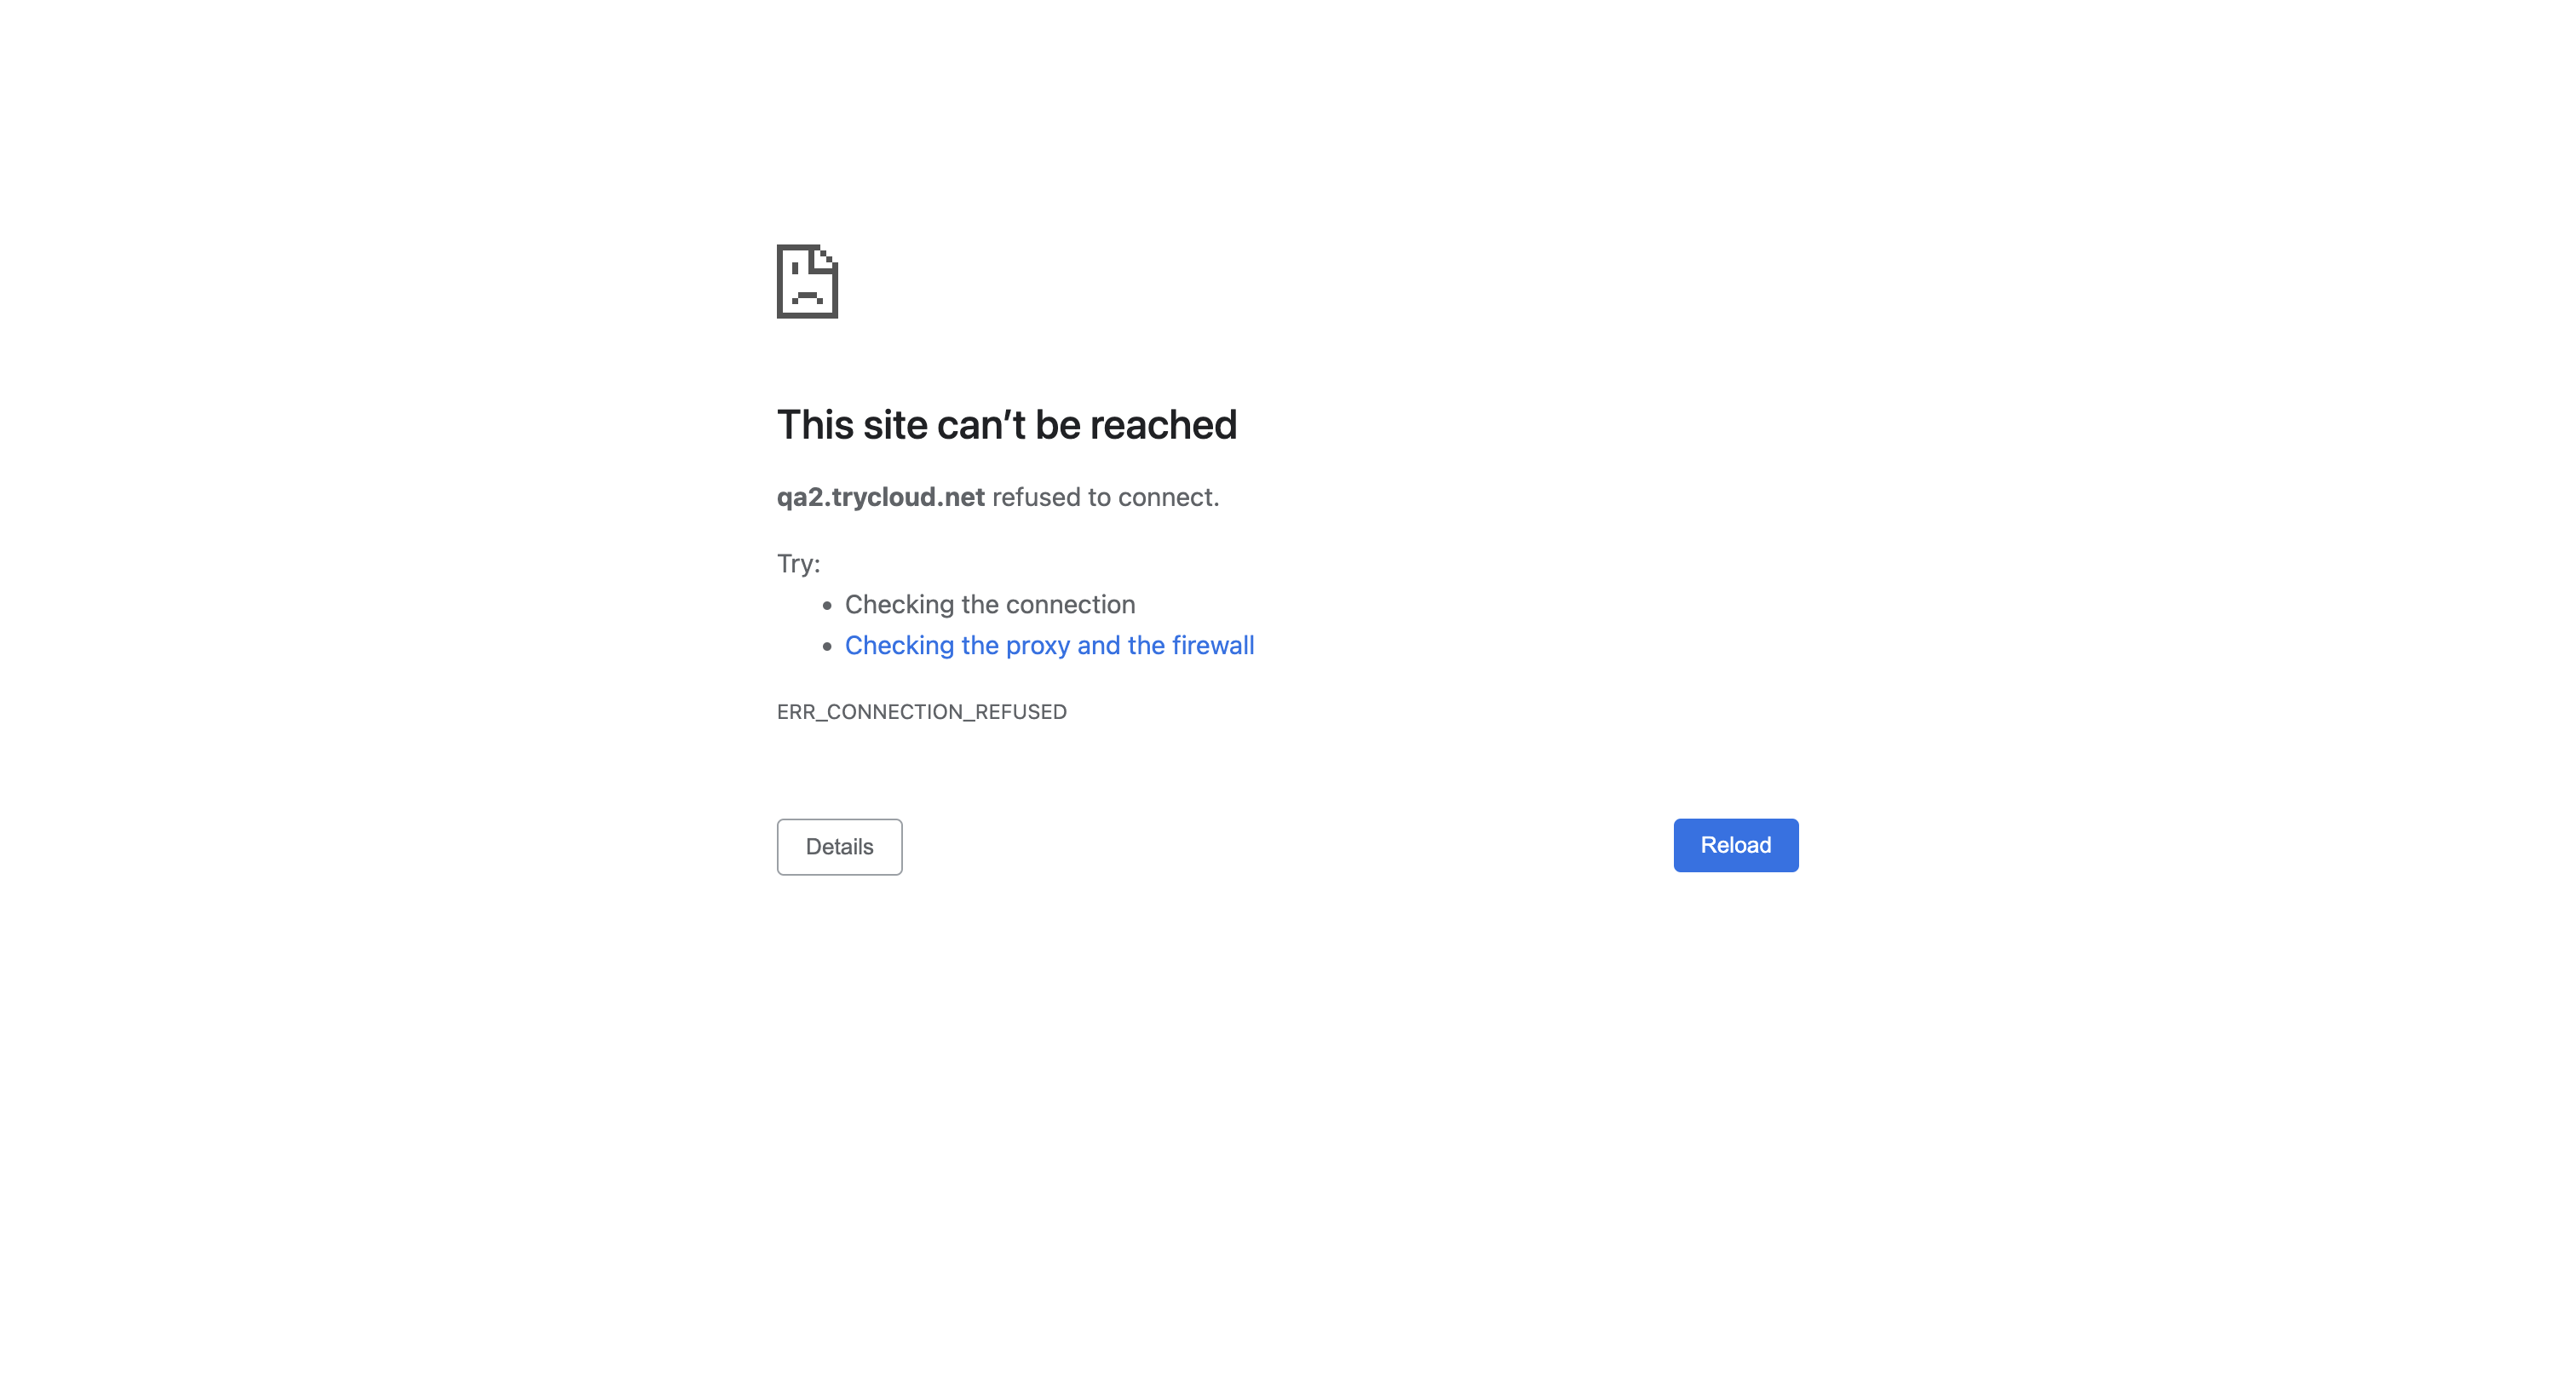 This site can’t be reached
qa2.trycloud.net refused to connect.
Try:
Checking the connection
Checking the proxy and the firewall
ERR_CONNECTION_REFUSED
Details
Reload